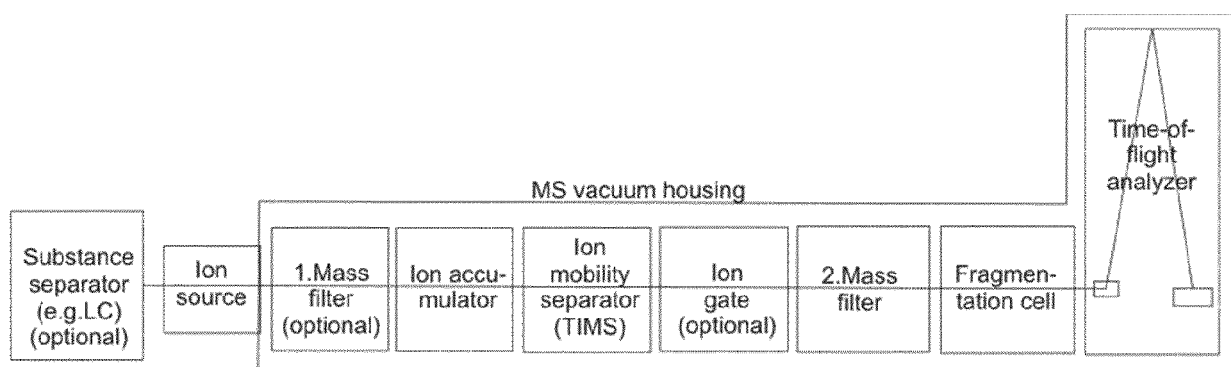 MS vacuum housing
Substance
separator
(e.g.LC)
(optional)
Ion
source
1.Mass
filter
(optional)
Ion accu-
mulator
Ion
mobility
separator
(TIMS)
Ion
gate
(optional)
2.Mass
filter
Fragmen-
tation cell
Time-of-
flight
analyzer